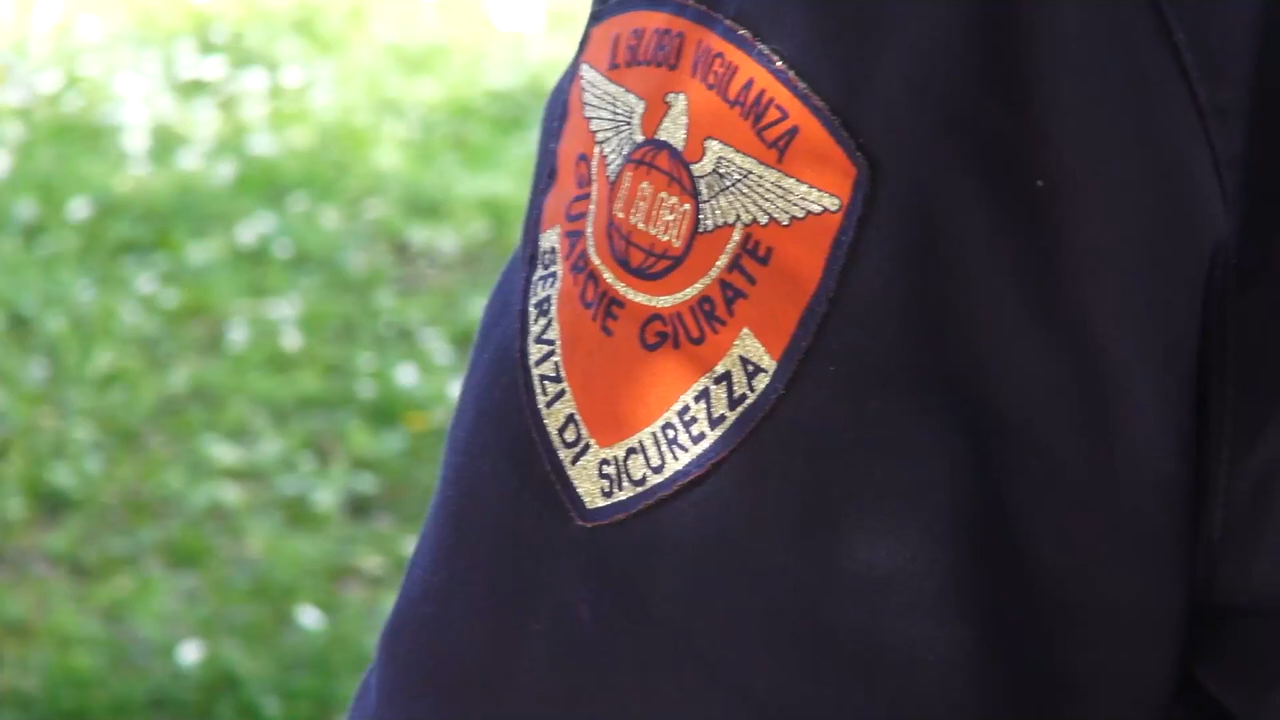 IL GLOBO VIGILANZA
IL GLOBO
GUARDIE GIURATE
SERVIZI DI SICUREZZA